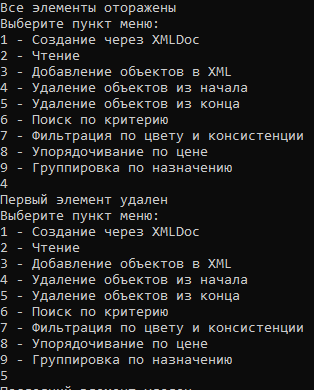 Все элементы оторажены
Выберите пункт меню:
1 - Создание через XMLDoc
2 - Чтение
3 - Добавление объектов в XML
4 - Удаление объектов из начала
5 - Удаление объектов из конца
6 - Поиск по критерию
7 - Фильтрация по цвету и консистенции
8 - Упорядочивание по цене
9 - Группировка по назначению
4
Первый элемент удален
Выберите пункт меню:
1 - Создание через XMLDoc
2 - Чтение
3 - Добавление объектов в XML
4 - Удаление объектов из начала
5 - Удаление объектов из конца
6 - Поиск по критерию
7 - Фильтрация по цвету и консистенции
8 - Упорядочивание по цене
9 - Группировка по назначению
5